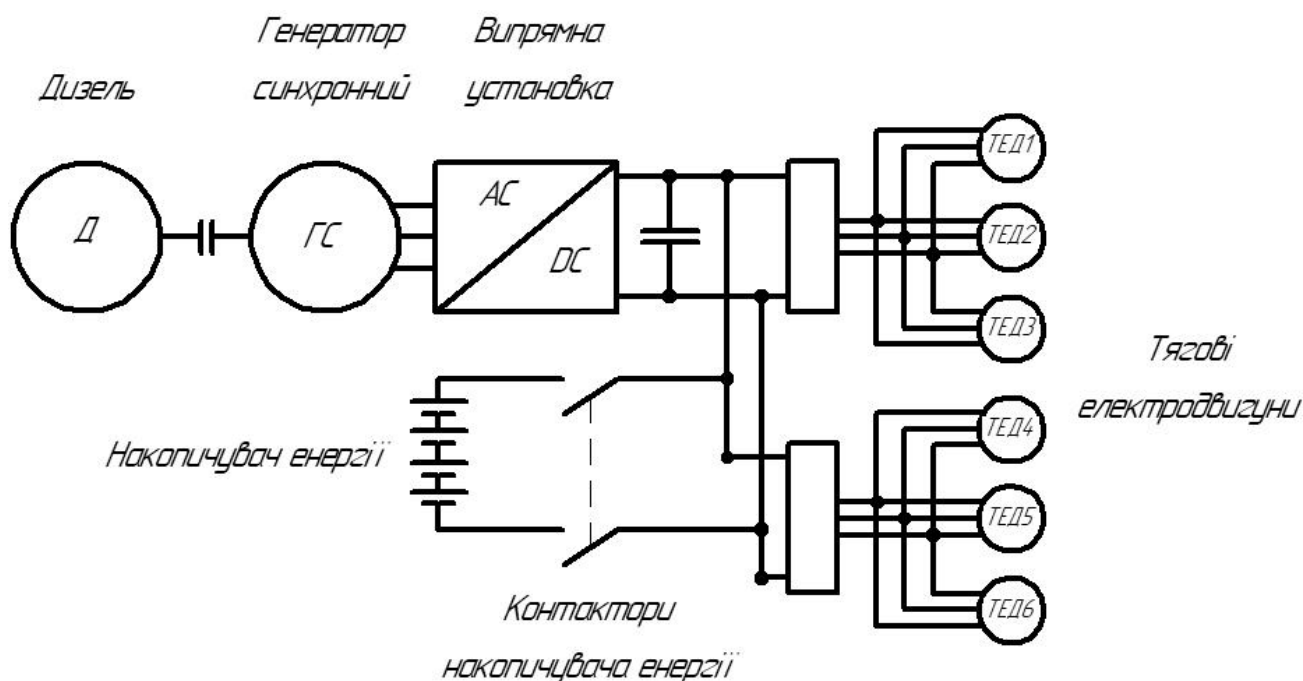 Дизель
Генератор
синхронний
Випрямна
установка
Д
ГС
AC
DC
ТЕД1
ТЕД2
ТЕД3
Тягові
електродвигуни
Накопичувач енергії
ТЕД4
ТЕД5
ТЕД6
Контактори
накопичувача енергії